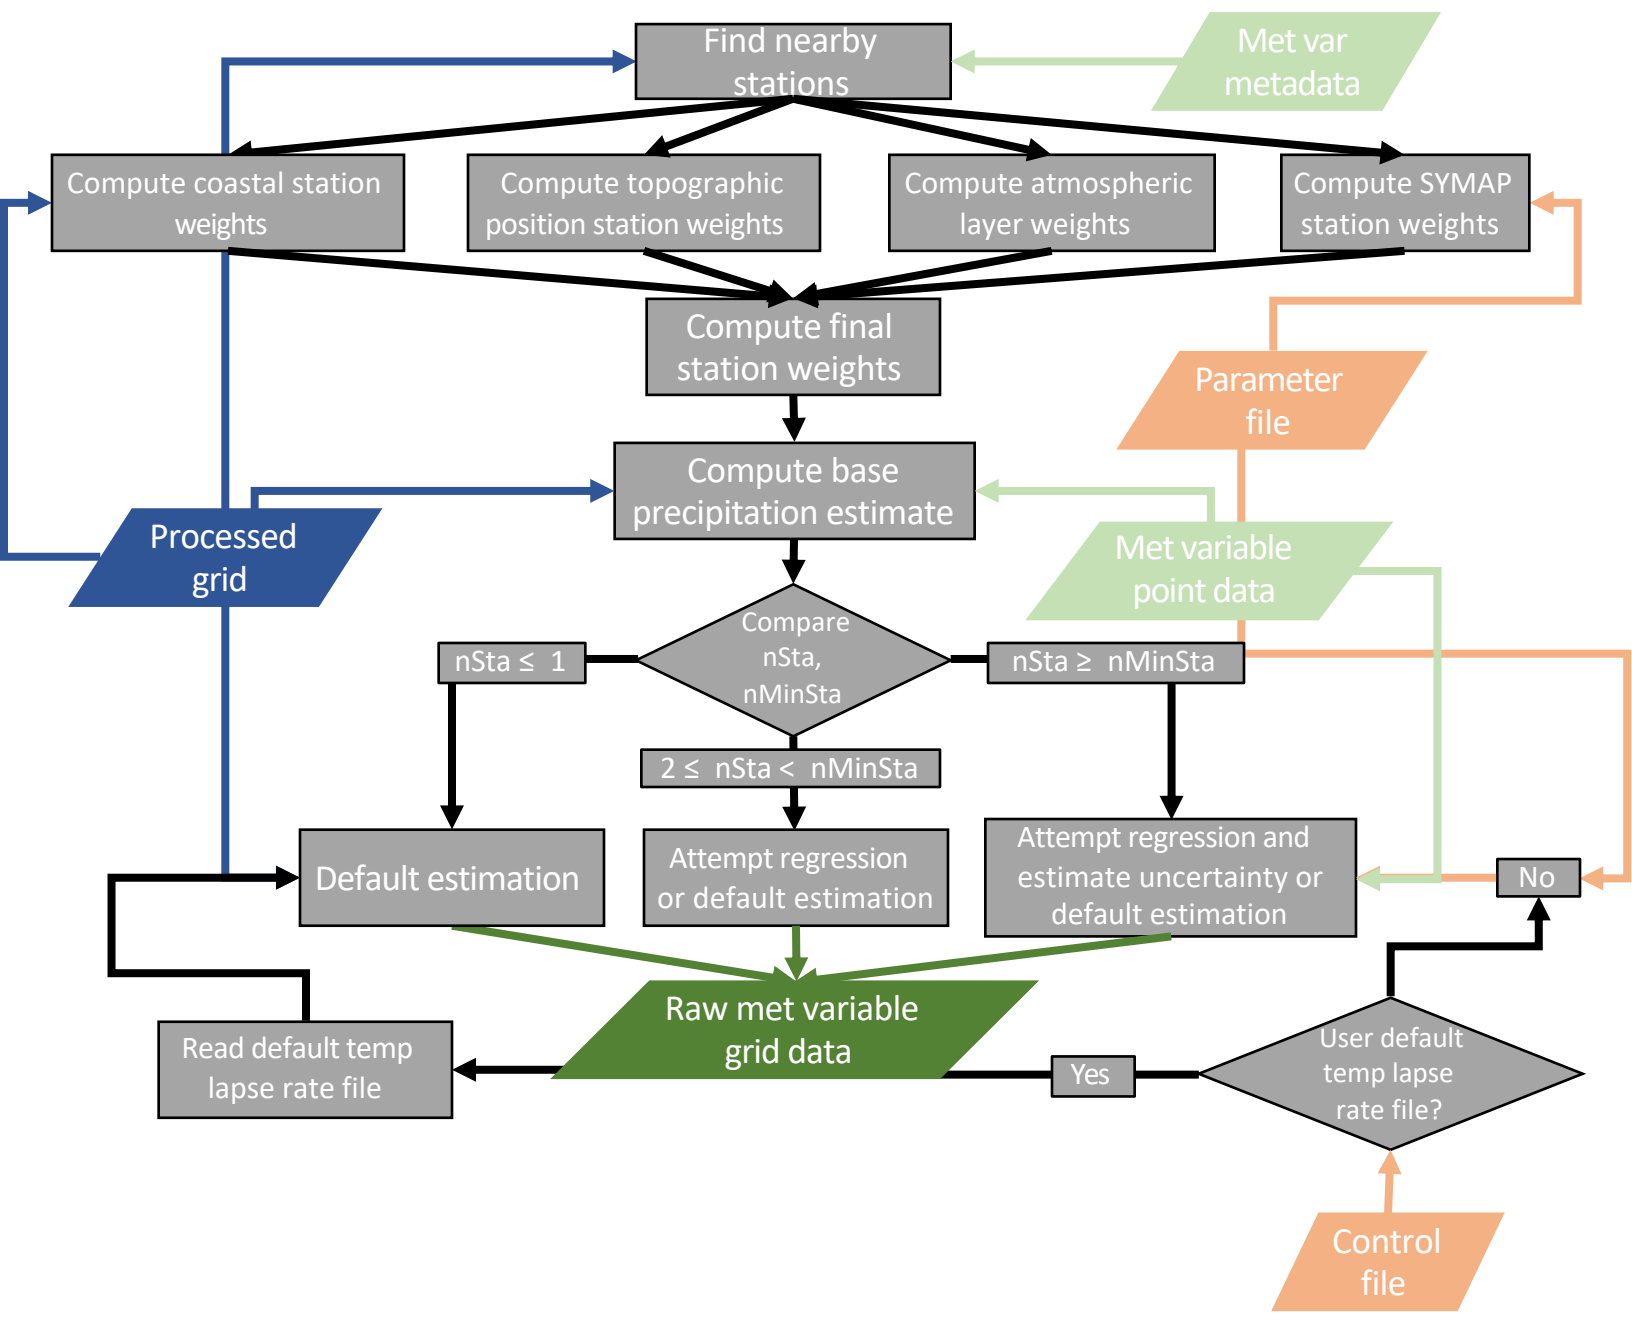 Find nearby
stations
Met var
metadata
Compute coastal station
weights
Compute topographic
position station weights
Compute atmospheric
layer weights
Compute SYMAP
station weights
Compute final
station weights
Parameter
file
Compute base
precipitation estimate
Processed
grid
Met variable
point data
Compare
nSta,
nMinSta
nSta ≤ 1
nSta ≥ nMinSta
2 ≤ nSta < nMinSta
Default estimation
Attempt regression
or default estimation
Attempt regression and
estimate uncertainty or
default estimation
No
Raw met variable
grid data
Read default temp
lapse rate file
Yes
User default
temp lapse
rate file?
Control
file